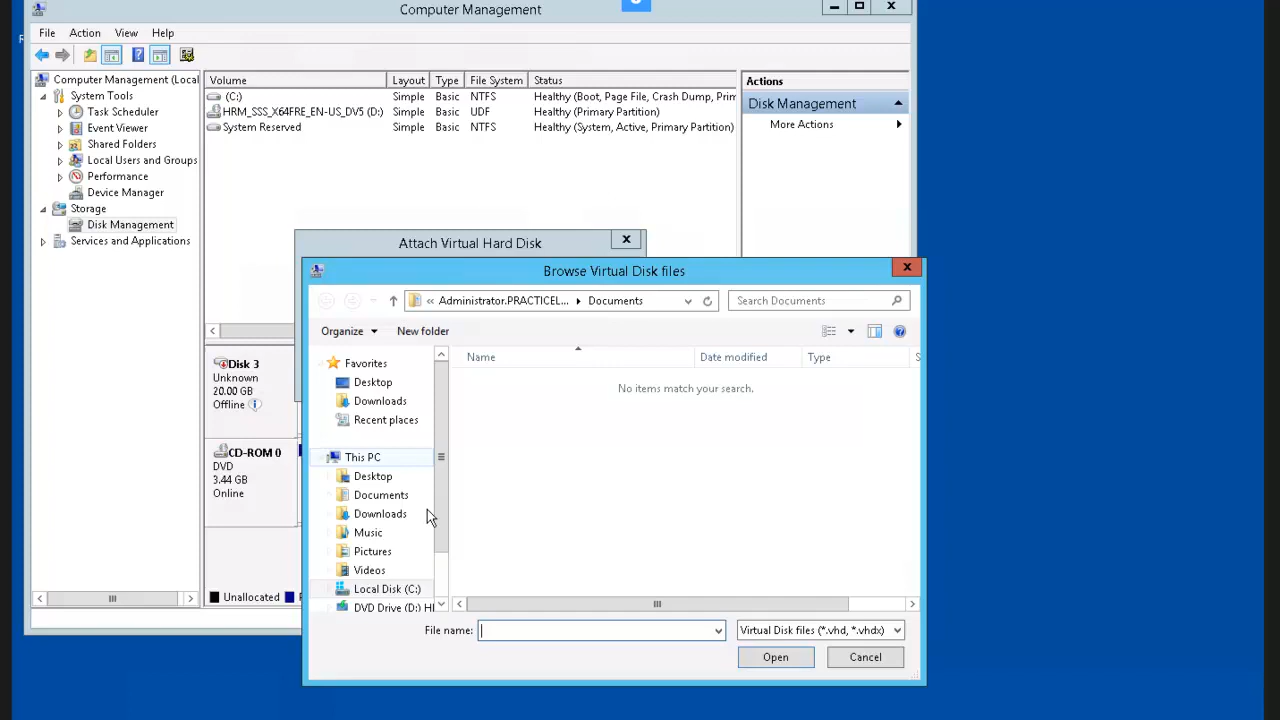 Computer Management
File Action View Help
Computer Management (Local
System Tools
Task Scheduler
Event Viewer
Shared Folders
Local Users and Groups
Performance
Device Manager
Storage
Disk Management
Services and Applications
Volume Layout Type File System Status
(C:) Simple Basic NTFS Healthy (Boot, Page File, Crash Dump, Prim
HRM_SSS_X64FRE_EN-US_DV5 (D:) Simple Basic UDF Healthy (Primary Partition)
System Reserved Simple Basic NTFS Healthy (System, Active, Primary Partition)
Actions
Disk Management
More Actions
Disk 3
Unknown
20.00 GB
Offline
CD-ROM 0
DVD
3.44 GB
Online
Unallocated
Attach Virtual Hard Disk
Browse Virtual Disk files
« Administrator.PRACTICEL... Documents
Search Documents
Organize New folder
Favorites
Desktop
Downloads
Recent places
This PC
Desktop
Documents
Downloads
Music
Pictures
Videos
Local Disk (C:)
DVD Drive (D:) H
Name Date modified Type S
No items match your search.
File name: Virtual Disk files (*.vhd, *.vhdx)
Open Cancel